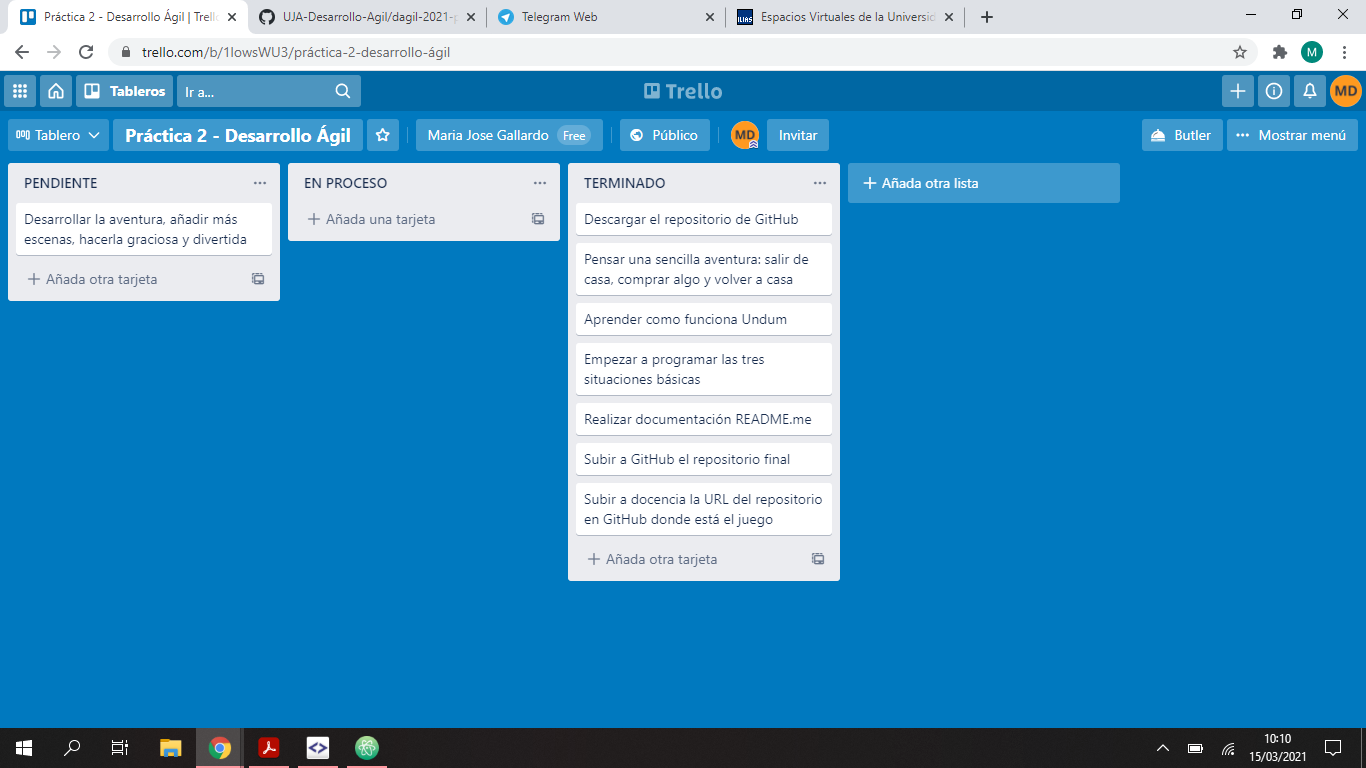 Práctica 2 - Desarrollo Ágil | Trello
UJA-Desarrollo-Agil/dagil-2021-p
Telegram Web
Espacios Virtuales de la Universid
trello.com/b/1IowsWU3/práctica-2-desarrollo-ágil
M
Tableros
Ir a...
Trello
MD
Tablero
Práctica 2 - Desarrollo Ágil
Maria Jose Gallardo Free
Público
MD
Invitar
Butler
Mostrar menú
PENDIENTE
Desarrollar la aventura, añadir más
escenas, hacerla graciosa y divertida
Añada otra tarjeta
EN PROCESO
Añada una tarjeta
TERMINADO
Descargar el repositorio de GitHub
Pensar una sencilla aventura: salir de
casa, comprar algo y volver a casa
Aprender como funciona Undum
Empezar a programar las tres
situaciones básicas
Realizar documentación README.me
Subir a GitHub el repositorio final
Subir a docencia la URL del repositorio
en GitHub donde está el juego
Añada otra tarjeta
Añada otra lista
10:10
15/03/2021